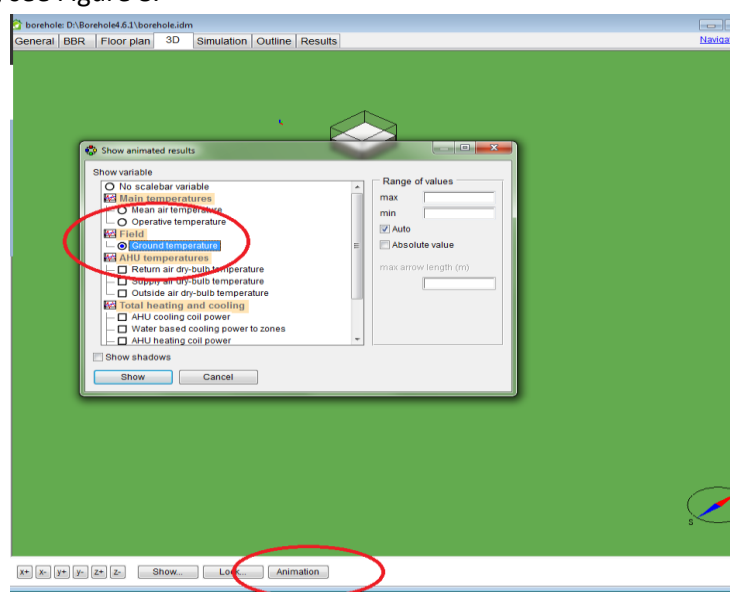 see Figure
borehole: D:\Borehole4.6.1\borehole.idm
General BBR Floor plan 3D Simulation Outline Results
Show animated results
Show variable
No scalebar variable
Main temperatures
Mean air temperature
Operative temperature
Field
Ground temperature
AHU temperatures
Return air dry-bulb temperature
Supply air dry-bulb temperature
Outside air dry-bulb temperature
Total heating and cooling
AHU cooling coil power
Water based cooling power to zones
AHU heating coil power
Range of values
max
min
Auto
Absolute value
max arrow length (m)
Show shadows
Show Cancel
S
x+ x- y+ y- z+ z- Show... Animation